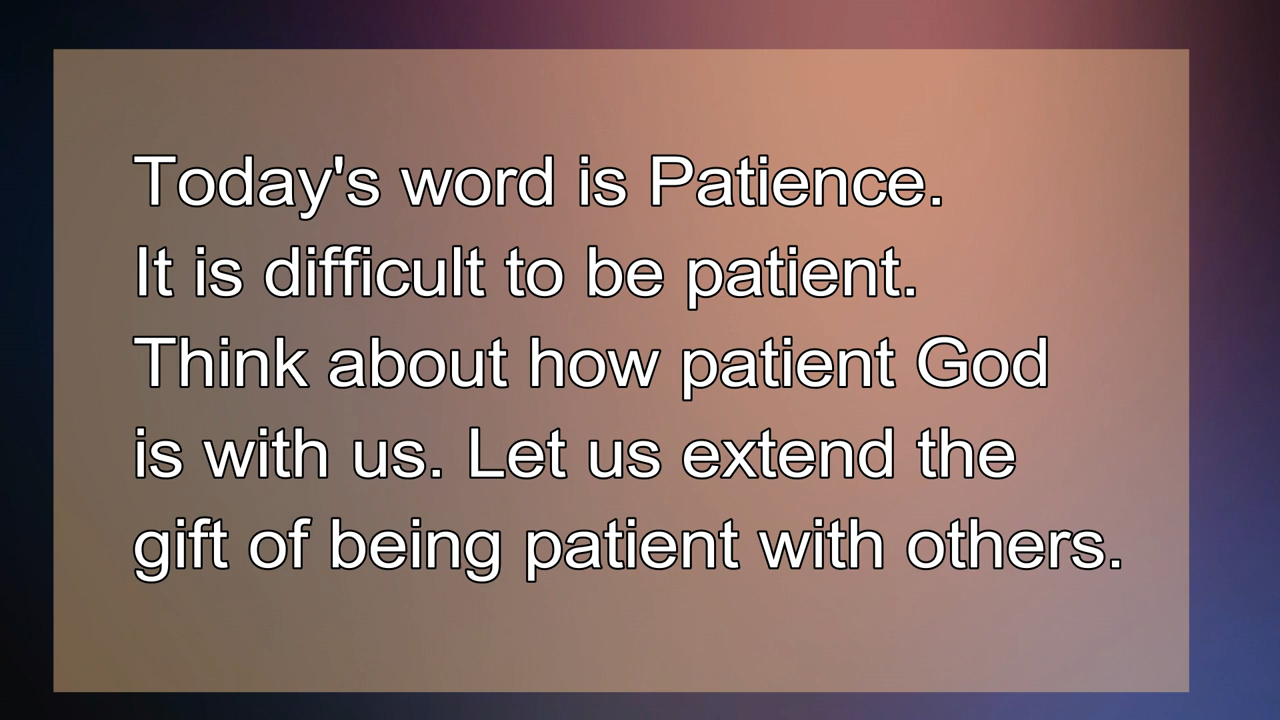 Today's word is Patience.
It is difficult to be patient.
Think about how patient God
is with us. Let us extend the
gift of being patient with others.